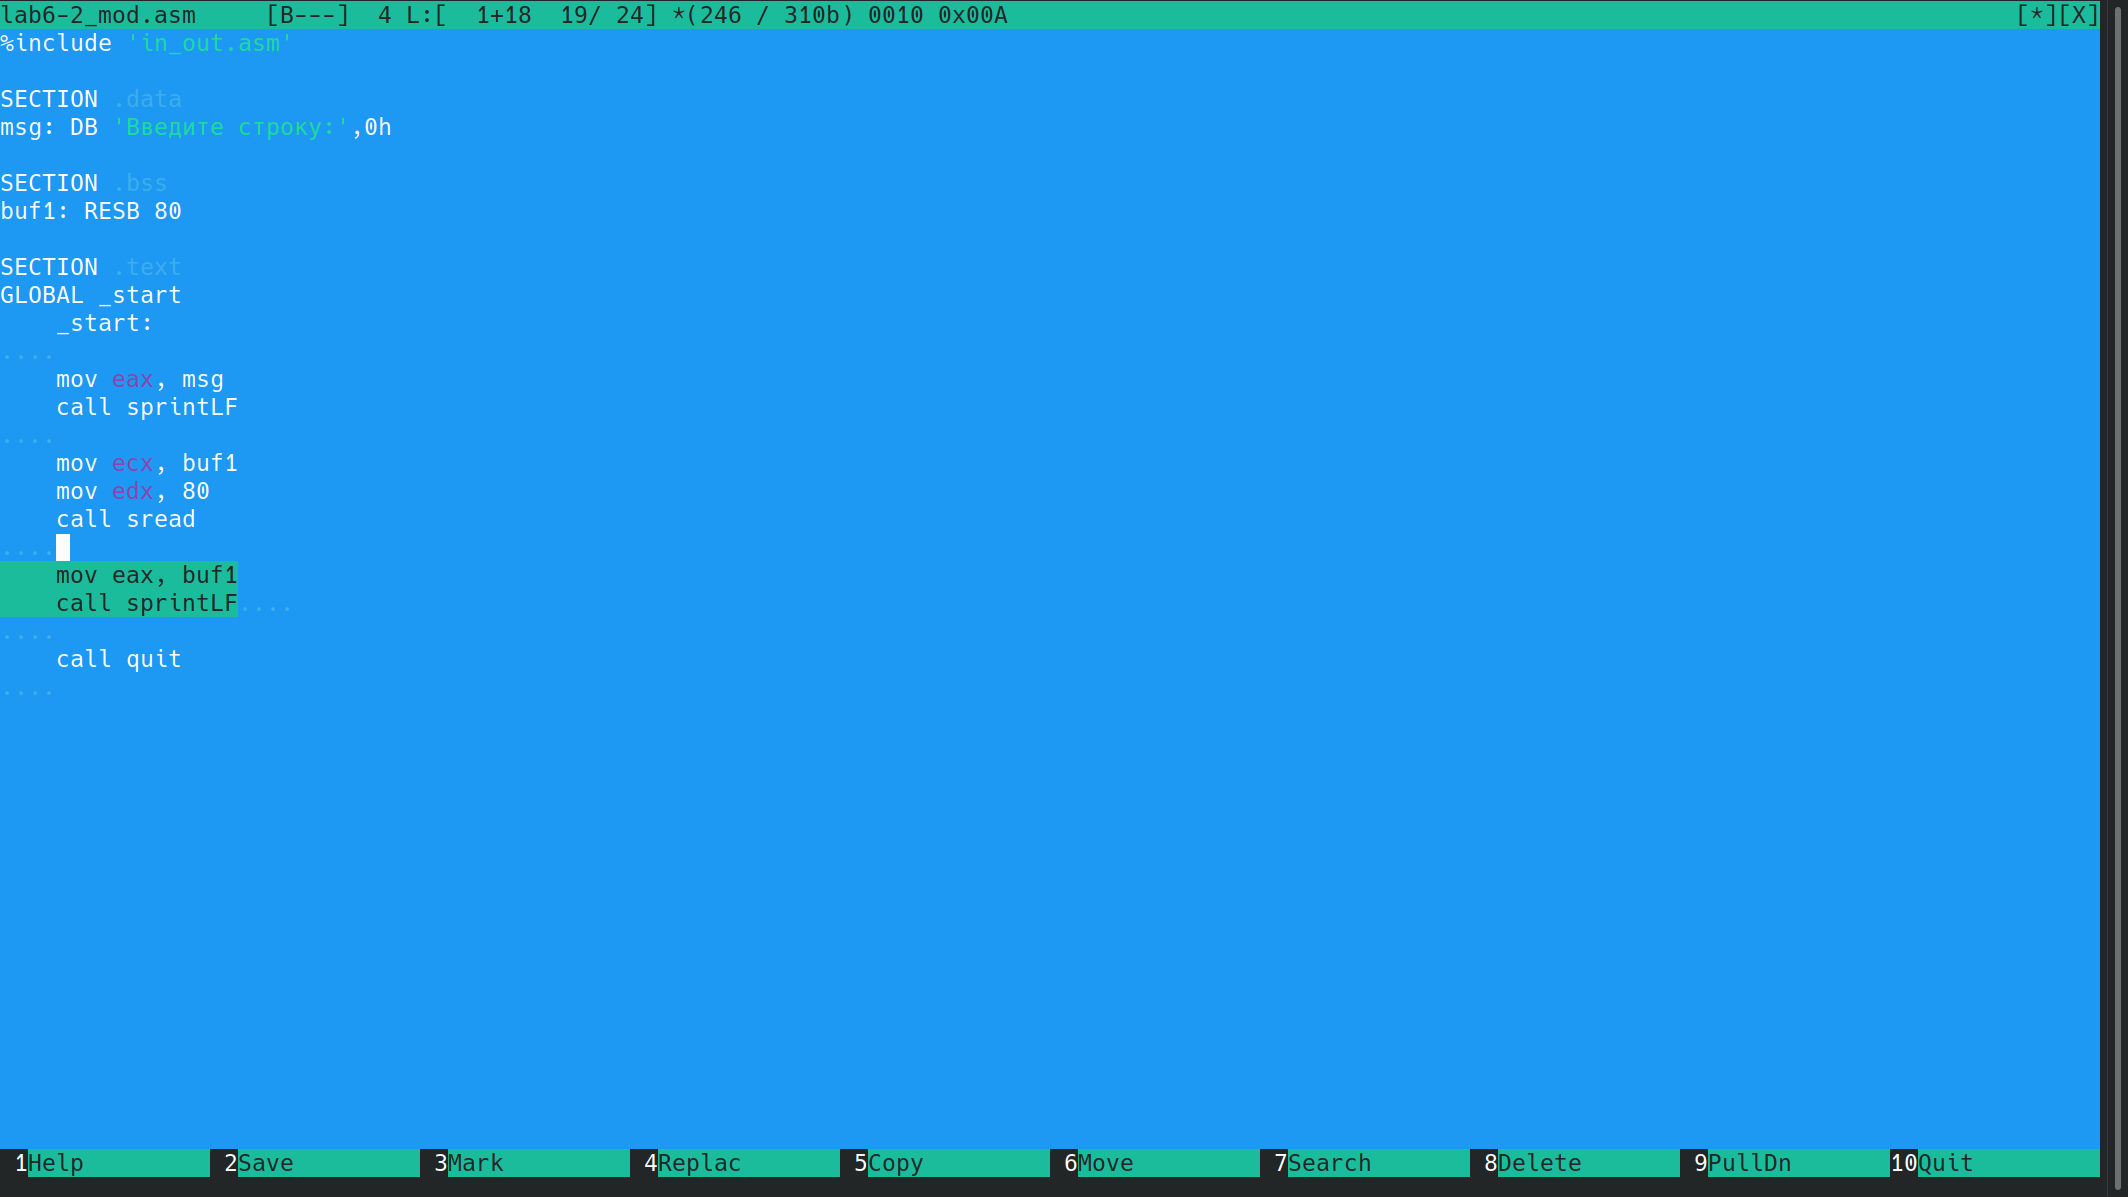 lab6-2_mod.asm     [B---]  4 L:[  1+18  19/ 24] *(246 / 310b) 0010 0x00A     [*][X]
%include 'in_out.asm'
SECTION .data
msg: DB 'Введите строку:',0h
SECTION .bss
buf1: RESB 80
SECTION .text
GLOBAL _start
    _start:
....
    mov eax, msg
    call sprintLF
....
    mov ecx, buf1
    mov edx, 80
    call sread
....
    mov eax, buf1
    call sprintLF....
....
    call quit
....
1Help 2Save 3Mark 4Replac 5Copy 6Move 7Search 8Delete 9PullDn 10Quit